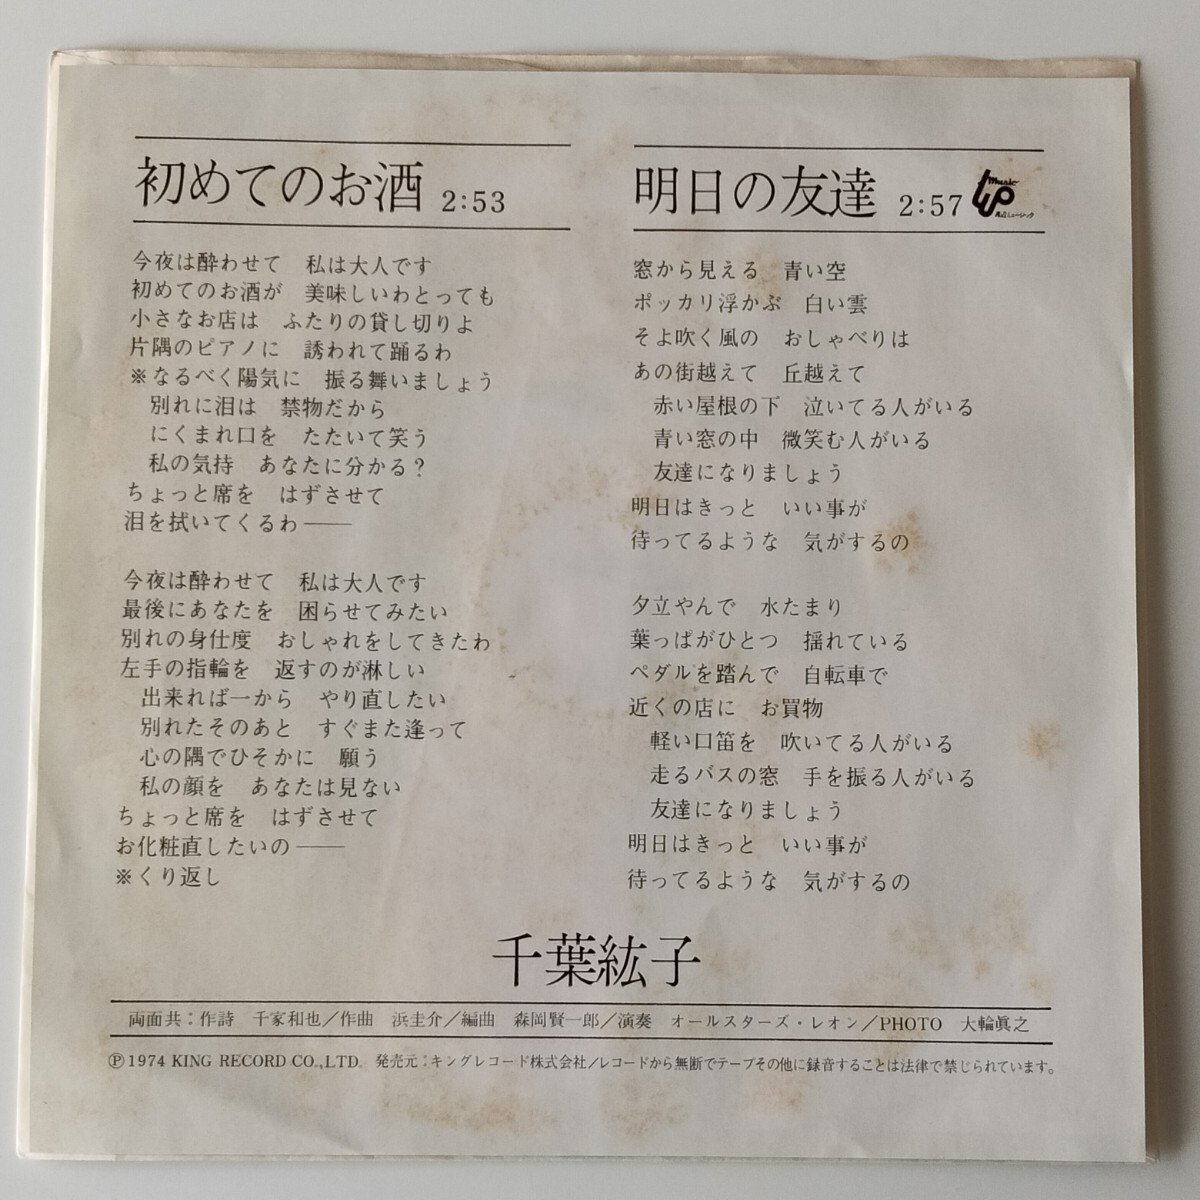 初めてのお酒 2:53
今夜は酔わせて　私は大人です
初めてのお酒が　美味しいわとっても
小さなお店は　ふたりの貸し切りよ
片隅のピアノに　誘われて踊るわ
※なるべく陽気に　振る舞いましょう
別れに泪は　禁物だから
にくまれ口を　たたいて笑う
私の気持　あなたに分かる？
ちょっと席を　はずさせて
泪を拭いてくるわ――
今夜は酔わせて　私は大人です
最後にあなたを　困らせてみたい
別れの身仕度　おしゃれをしてきたわ
左手の指輪を　返すのが淋しい
出来れば一から　やり直したい
別れたそのあと　すぐまた逢って
心の隅でひそかに　願う
私の顔を　あなたは見ない
ちょっと席を　はずさせて
お化粧直したいの――
※くり返し
明日の友達 2:57
music
渡辺ミュージック
窓から見える　青い空
ポッカリ浮かぶ　白い雲
そよ吹く風の　おしゃべりは
あの街越えて　丘越えて
赤い屋根の下　泣いてる人がいる
青い窓の中　微笑む人がいる
友達になりましょう
明日はきっと　いい事が
待ってるような　気がするの
夕立やんで　水たまり
葉っぱがひとつ　揺れている
ペダルを踏んで　自転車で
近くの店に　お買物
軽い口笛を　吹いてる人がいる
走るバスの窓　手を振る人がいる
友達になりましょう
明日はきっと　いい事が
待ってるような　気がするの
千葉紘子
両面共：作詩　千家和也／作曲　浜圭介／編曲　森岡賢一郎／演奏　オールスターズ・レオン／PHOTO　大輪眞之
Ⓟ1974 KING RECORD CO.,LTD. 発売元：キングレコード株式会社／レコードから無断でテープその他に録音することは法律で禁じられています。